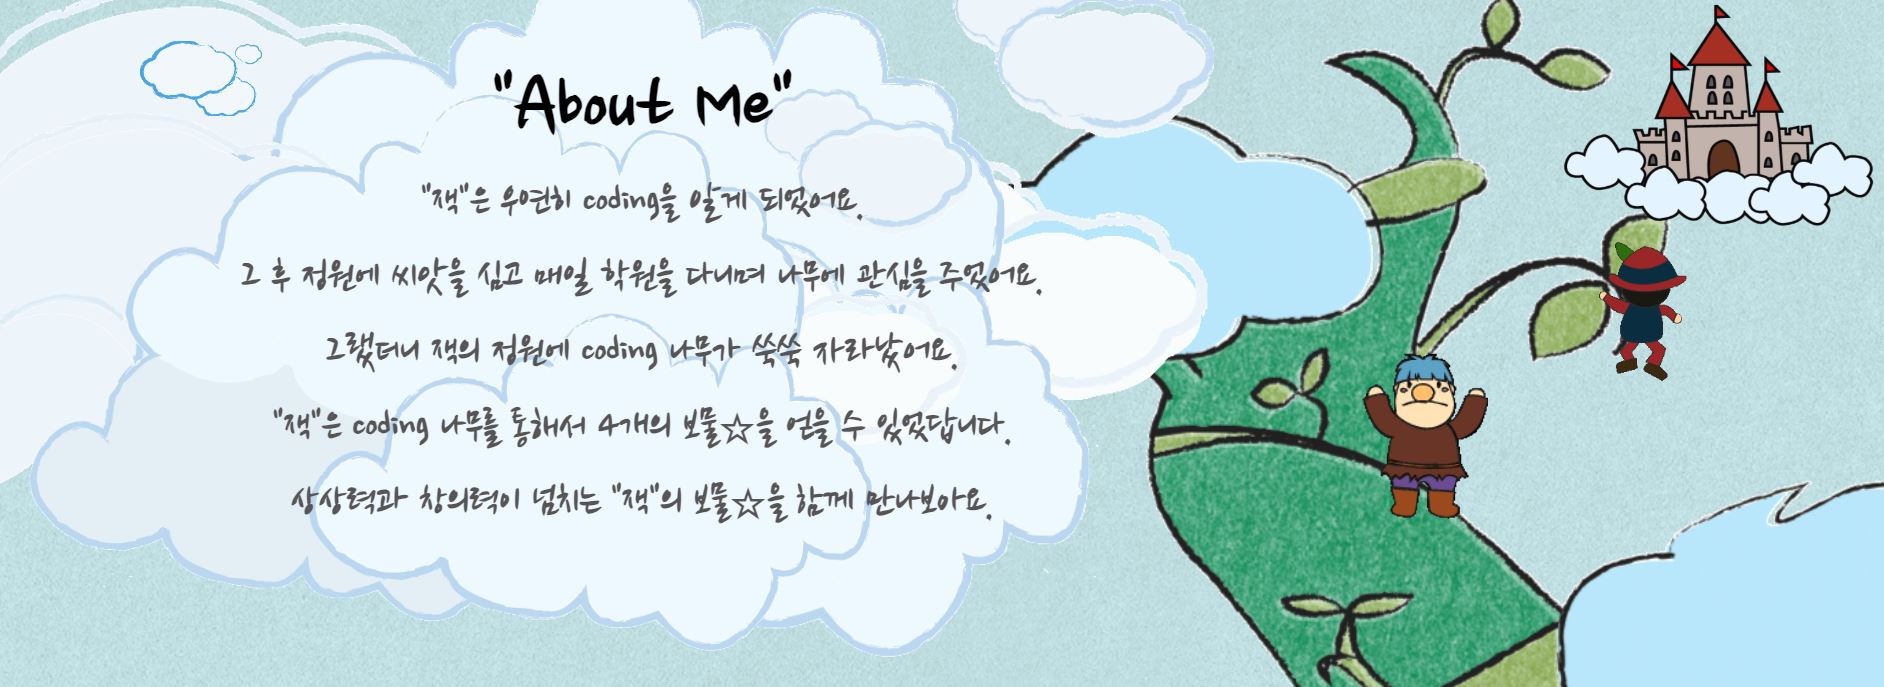 "About Me"
"잭"은 우연히 coding을 알게 되었어요.
그 후 정원에 씨앗을 심고 매일 학원을 다니며 나무에 관심을 주었어요.
그랬더니 잭의 정원에 coding 나무가 쑥쑥 자라났어요.
"잭"은 coding 나무를 통해서 4개의 보물☆을 얻을 수 있었답니다.
상상력과 창의력이 넘치는 "잭"의 보물☆을 함께 만나보아요.